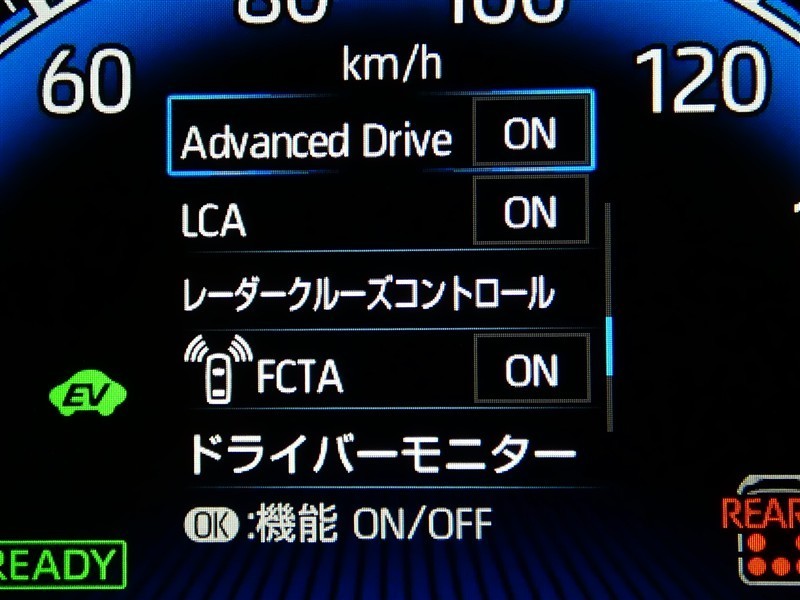 80 100
60 km/h 120
Advanced Drive ON
LCA ON
レーダークルーズコントロール
FCTA ON
EV
ドライバーモニター
OK:機能 ON/OFF
REAR
READY